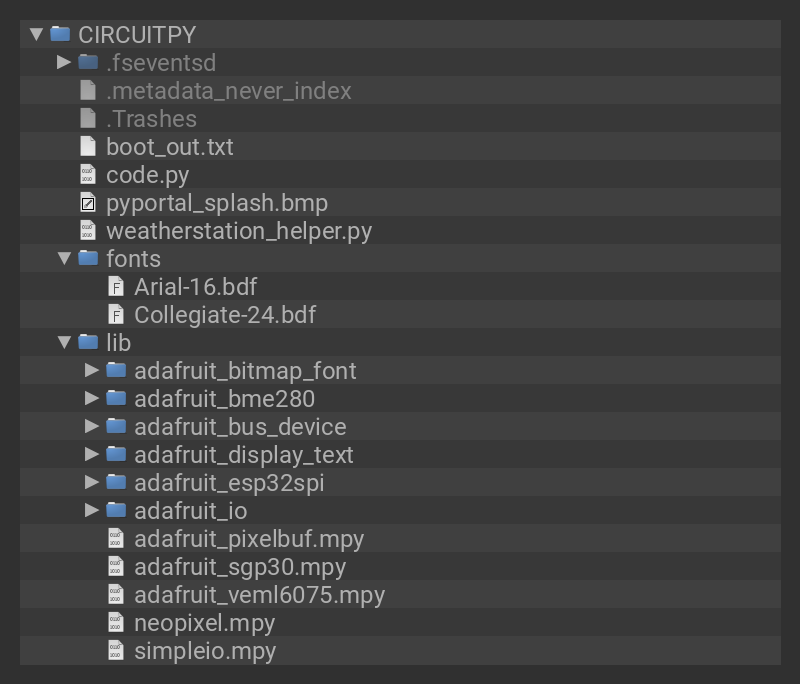 CIRCUITPY
.fseventsd
.metadata_never_index
.Trashes
boot_out.txt
code.py
pyportal_splash.bmp
weatherstation_helper.py
fonts
Arial-16.bdf
Collegiate-24.bdf
lib
adafruit_bitmap_font
adafruit_bme280
adafruit_bus_device
adafruit_display_text
adafruit_esp32spi
adafruit_io
adafruit_pixelbuf.mpy
adafruit_sgp30.mpy
adafruit_veml6075.mpy
neopixel.mpy
simpleio.mpy